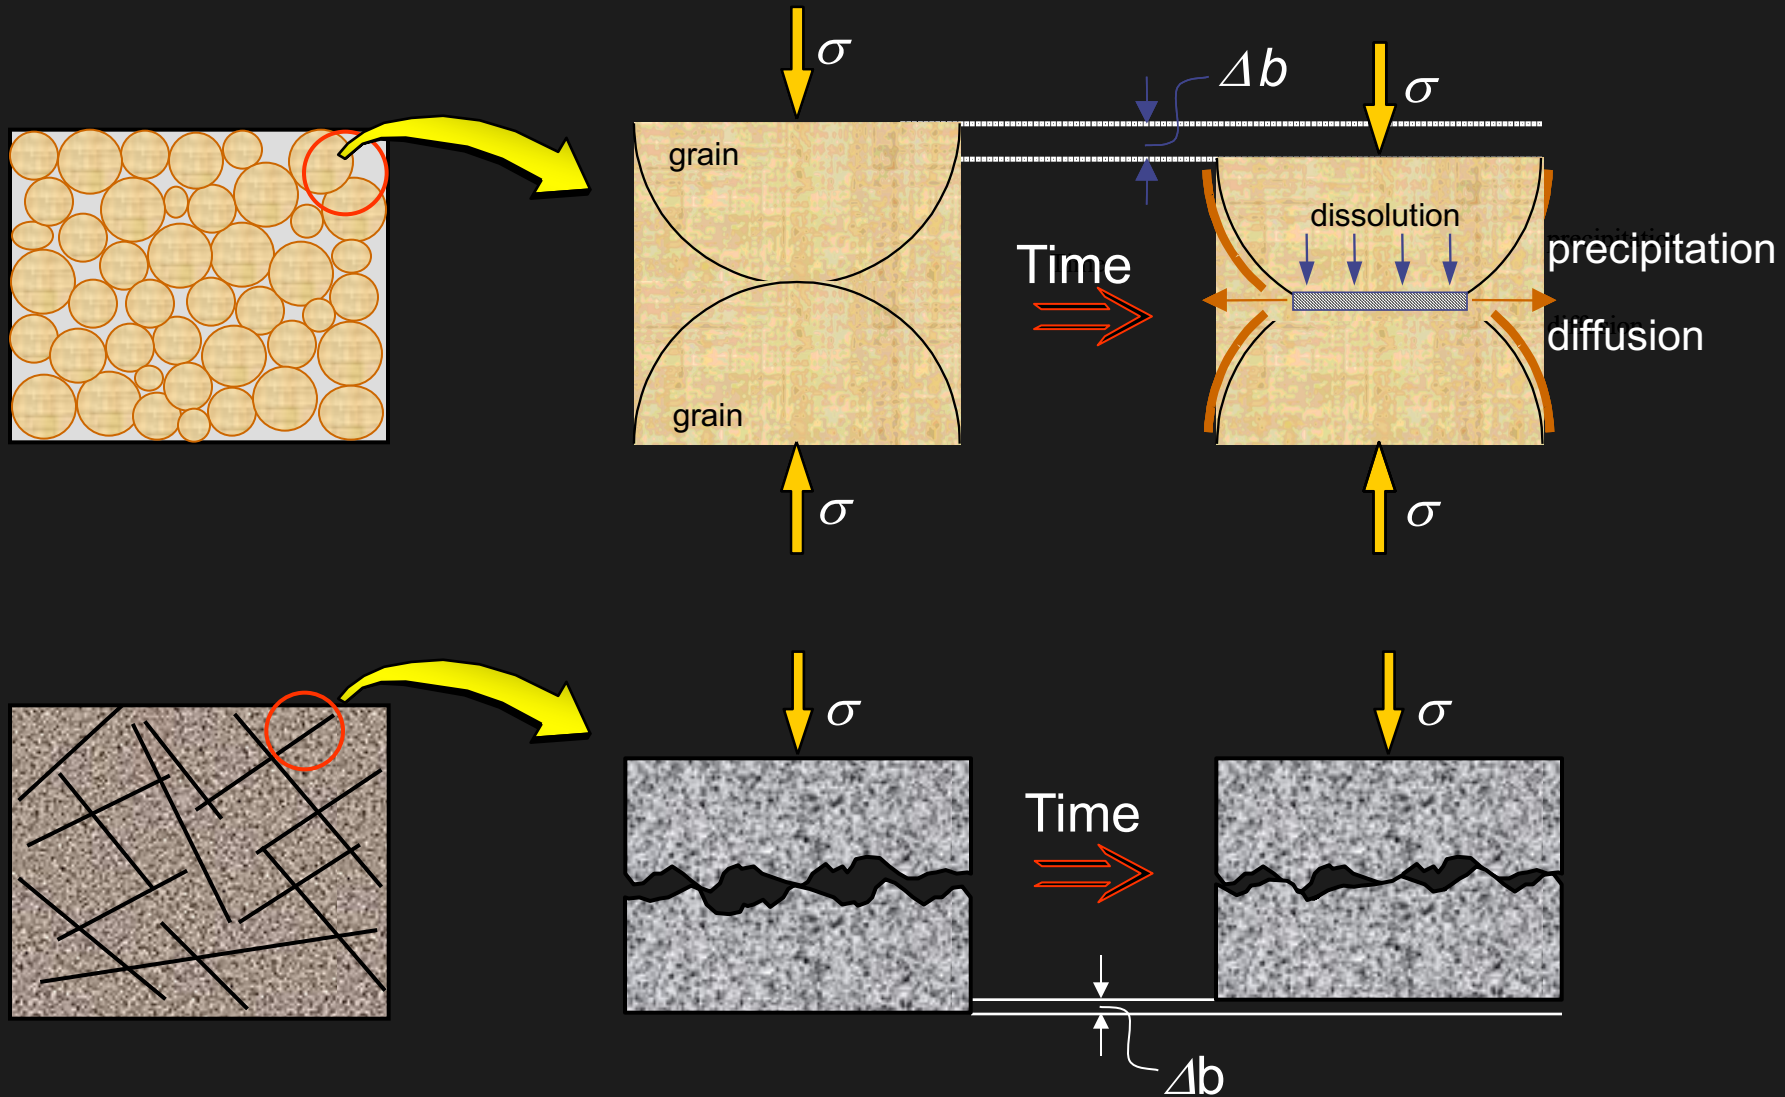 σ
Δb
σ
grain
dissolution
precipitation
Time
diffusion
grain
σ
σ
σ
σ
Time
Δb